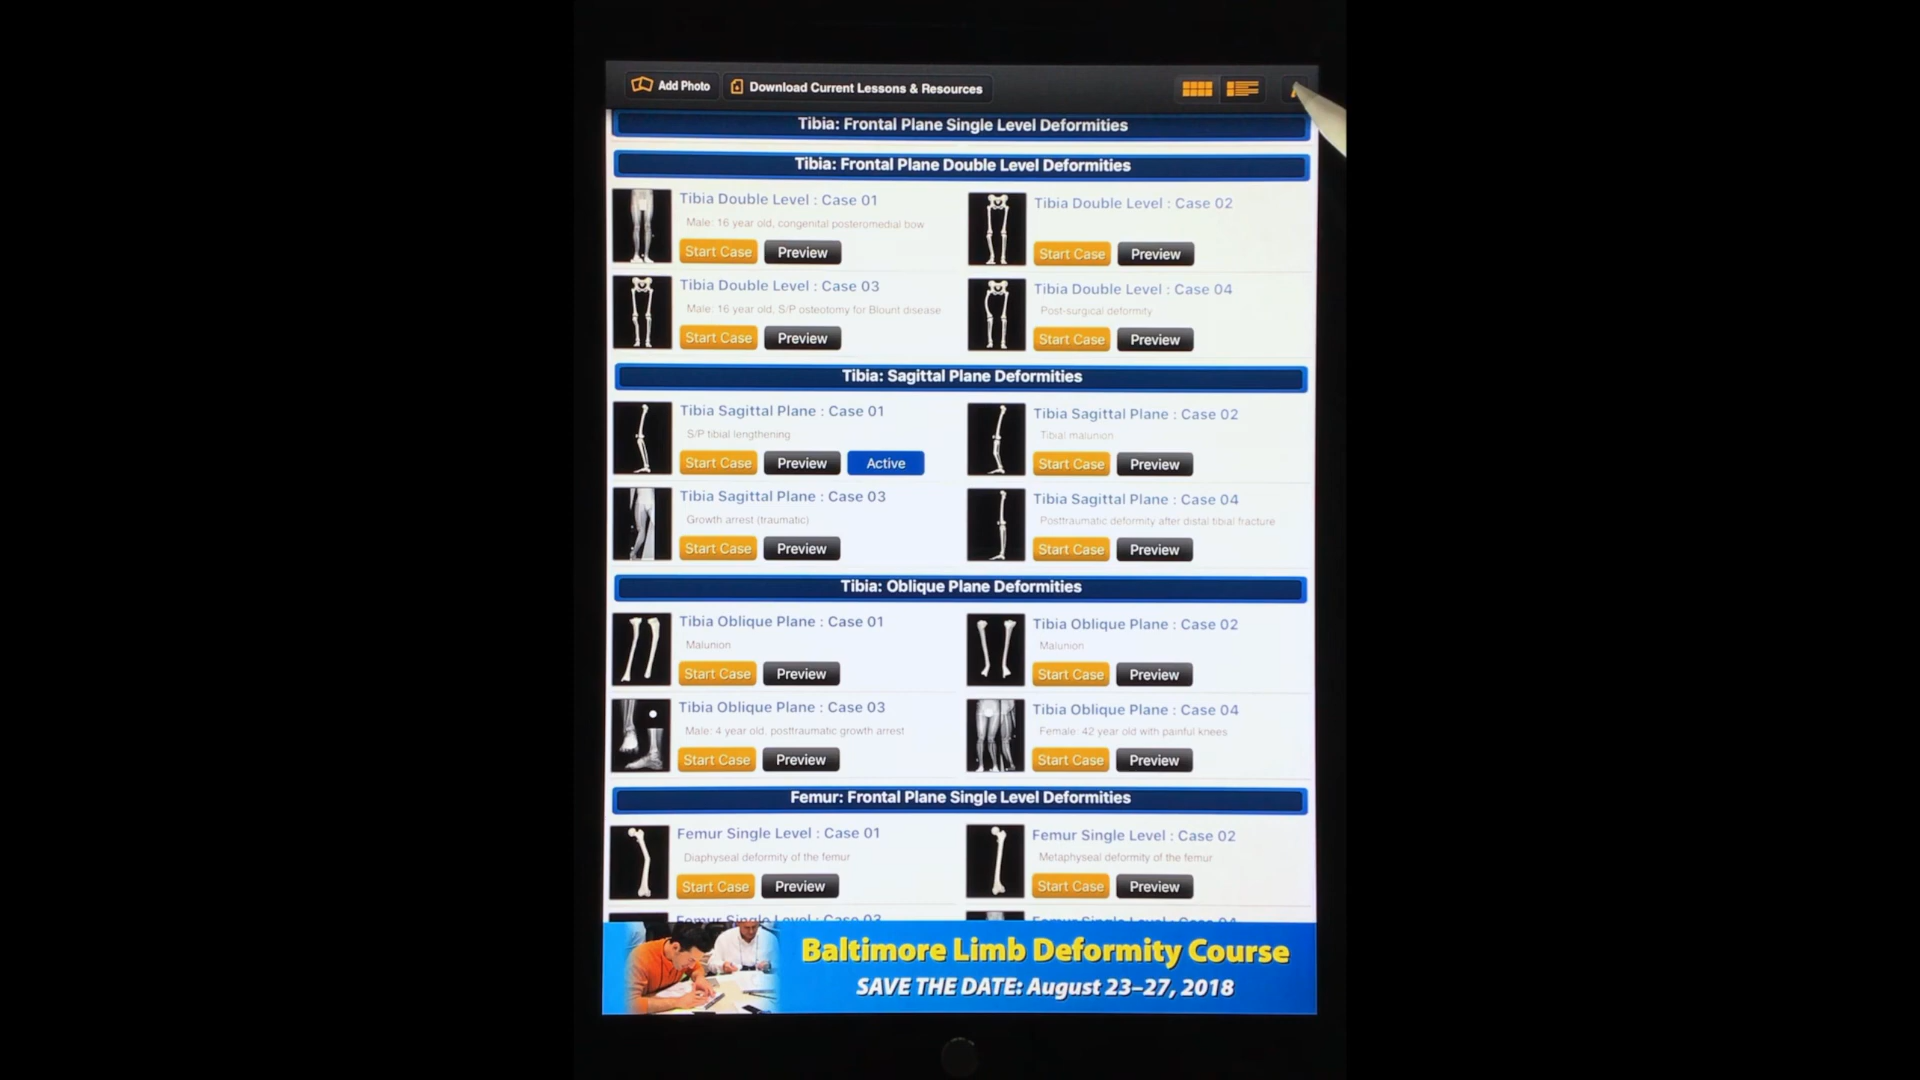 Add Photo
Download Current Lessons & Resources
Tibia: Frontal Plane Single Level Deformities
Tibia: Frontal Plane Double Level Deformities
Tibia Double Level : Case 01
Male: 16 year old, congenital posteromedial bow
Start Case
Preview
Tibia Double Level : Case 02
Start Case
Preview
Tibia Double Level : Case 03
Male: 16 year old, S/P osteotomy for Blount disease
Start Case
Preview
Tibia Double Level : Case 04
Post-surgical deformity
Start Case
Preview
Tibia: Sagittal Plane Deformities
Tibia Sagittal Plane : Case 01
S/P tibial lengthening
Start Case
Preview
Active
Tibia Sagittal Plane : Case 02
Tibial malunion
Start Case
Preview
Tibia Sagittal Plane : Case 03
Growth arrest (traumatic)
Start Case
Preview
Tibia Sagittal Plane : Case 04
Posttraumatic deformity after distal tibial fracture
Start Case
Preview
Tibia: Oblique Plane Deformities
Tibia Oblique Plane : Case 01
Malunion
Start Case
Preview
Tibia Oblique Plane : Case 02
Malunion
Start Case
Preview
Tibia Oblique Plane : Case 03
Male: 4 year old, posttraumatic growth arrest
Start Case
Preview
Tibia Oblique Plane : Case 04
Female: 42 year old with painful knees
Start Case
Preview
Femur: Frontal Plane Single Level Deformities
Femur Single Level : Case 01
Diaphyseal deformity of the femur
Start Case
Preview
Femur Single Level : Case 02
Metaphyseal deformity of the femur
Start Case
Preview
Femur Single Level : Case 03
Femur Single Level : Case 04
Baltimore Limb Deformity Course
SAVE THE DATE: August 23–27, 2018